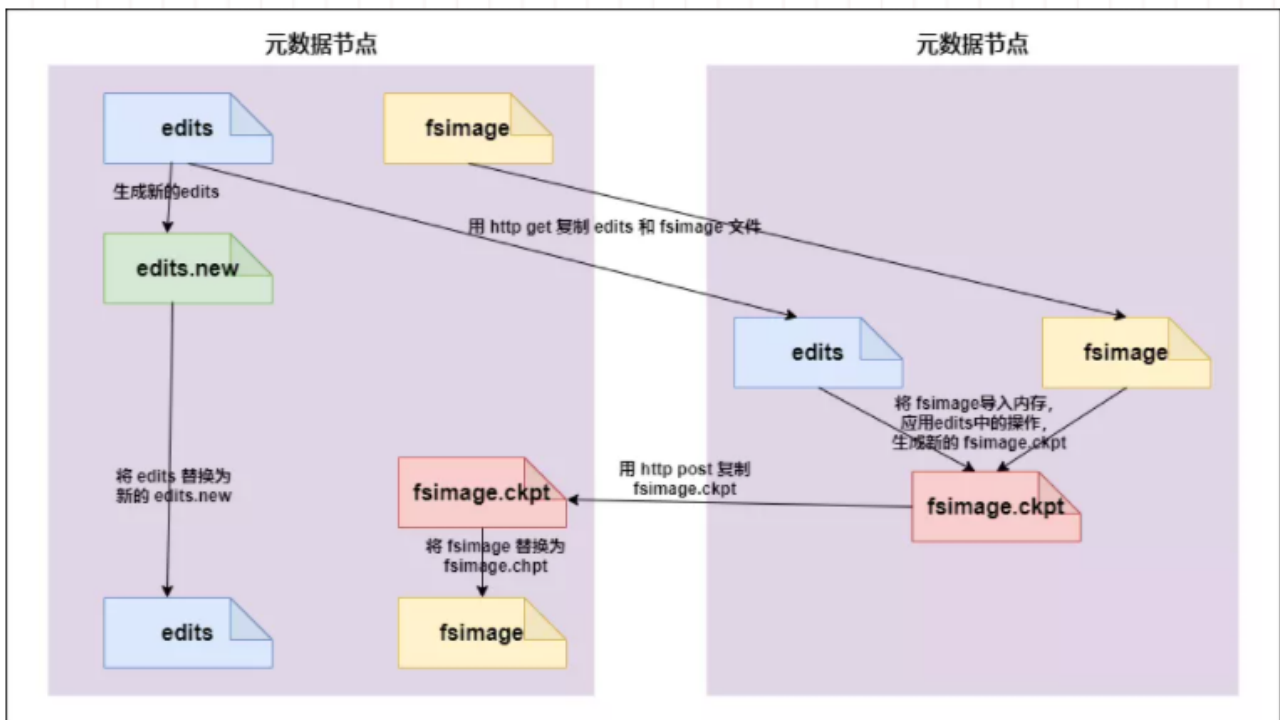 元数据节点
元数据节点
edits
fsimage
生成新的edits
用 http get 复制 edits 和 fsimage 文件
edits.new
edits
fsimage
将 fsimage导入内存，
应用edits中的操作，
生成新的 fsimage.ckpt
用 http post 复制
fsimage.ckpt
将 edits 替换为
新的 edits.new
fsimage.ckpt
fsimage.ckpt
将 fsimage 替换为
fsimage.chpt
edits
fsimage